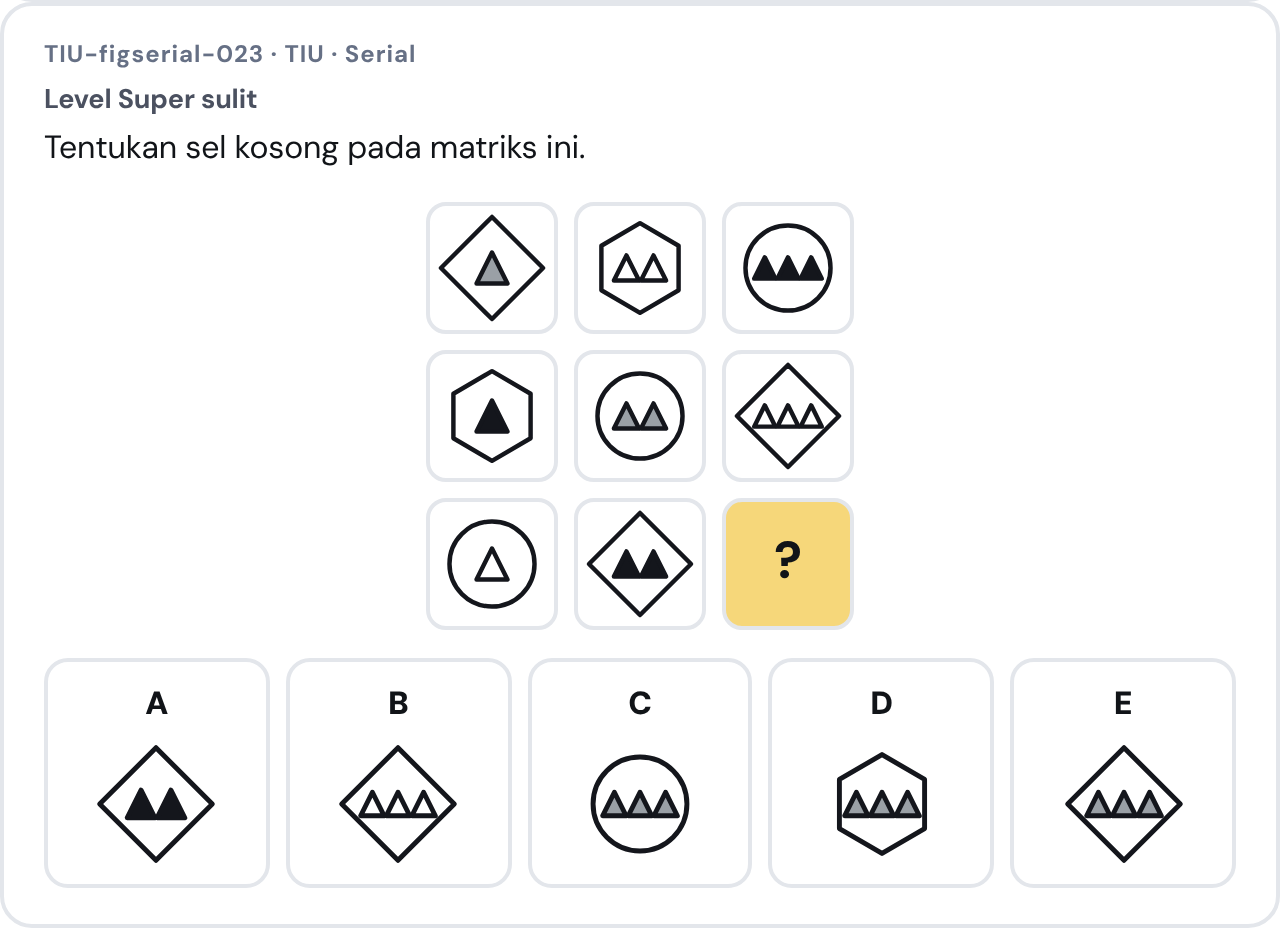 TIU-figserial-023 · TIU · Serial
Level Super sulit
Tentukan sel kosong pada matriks ini.
?
A B C D E